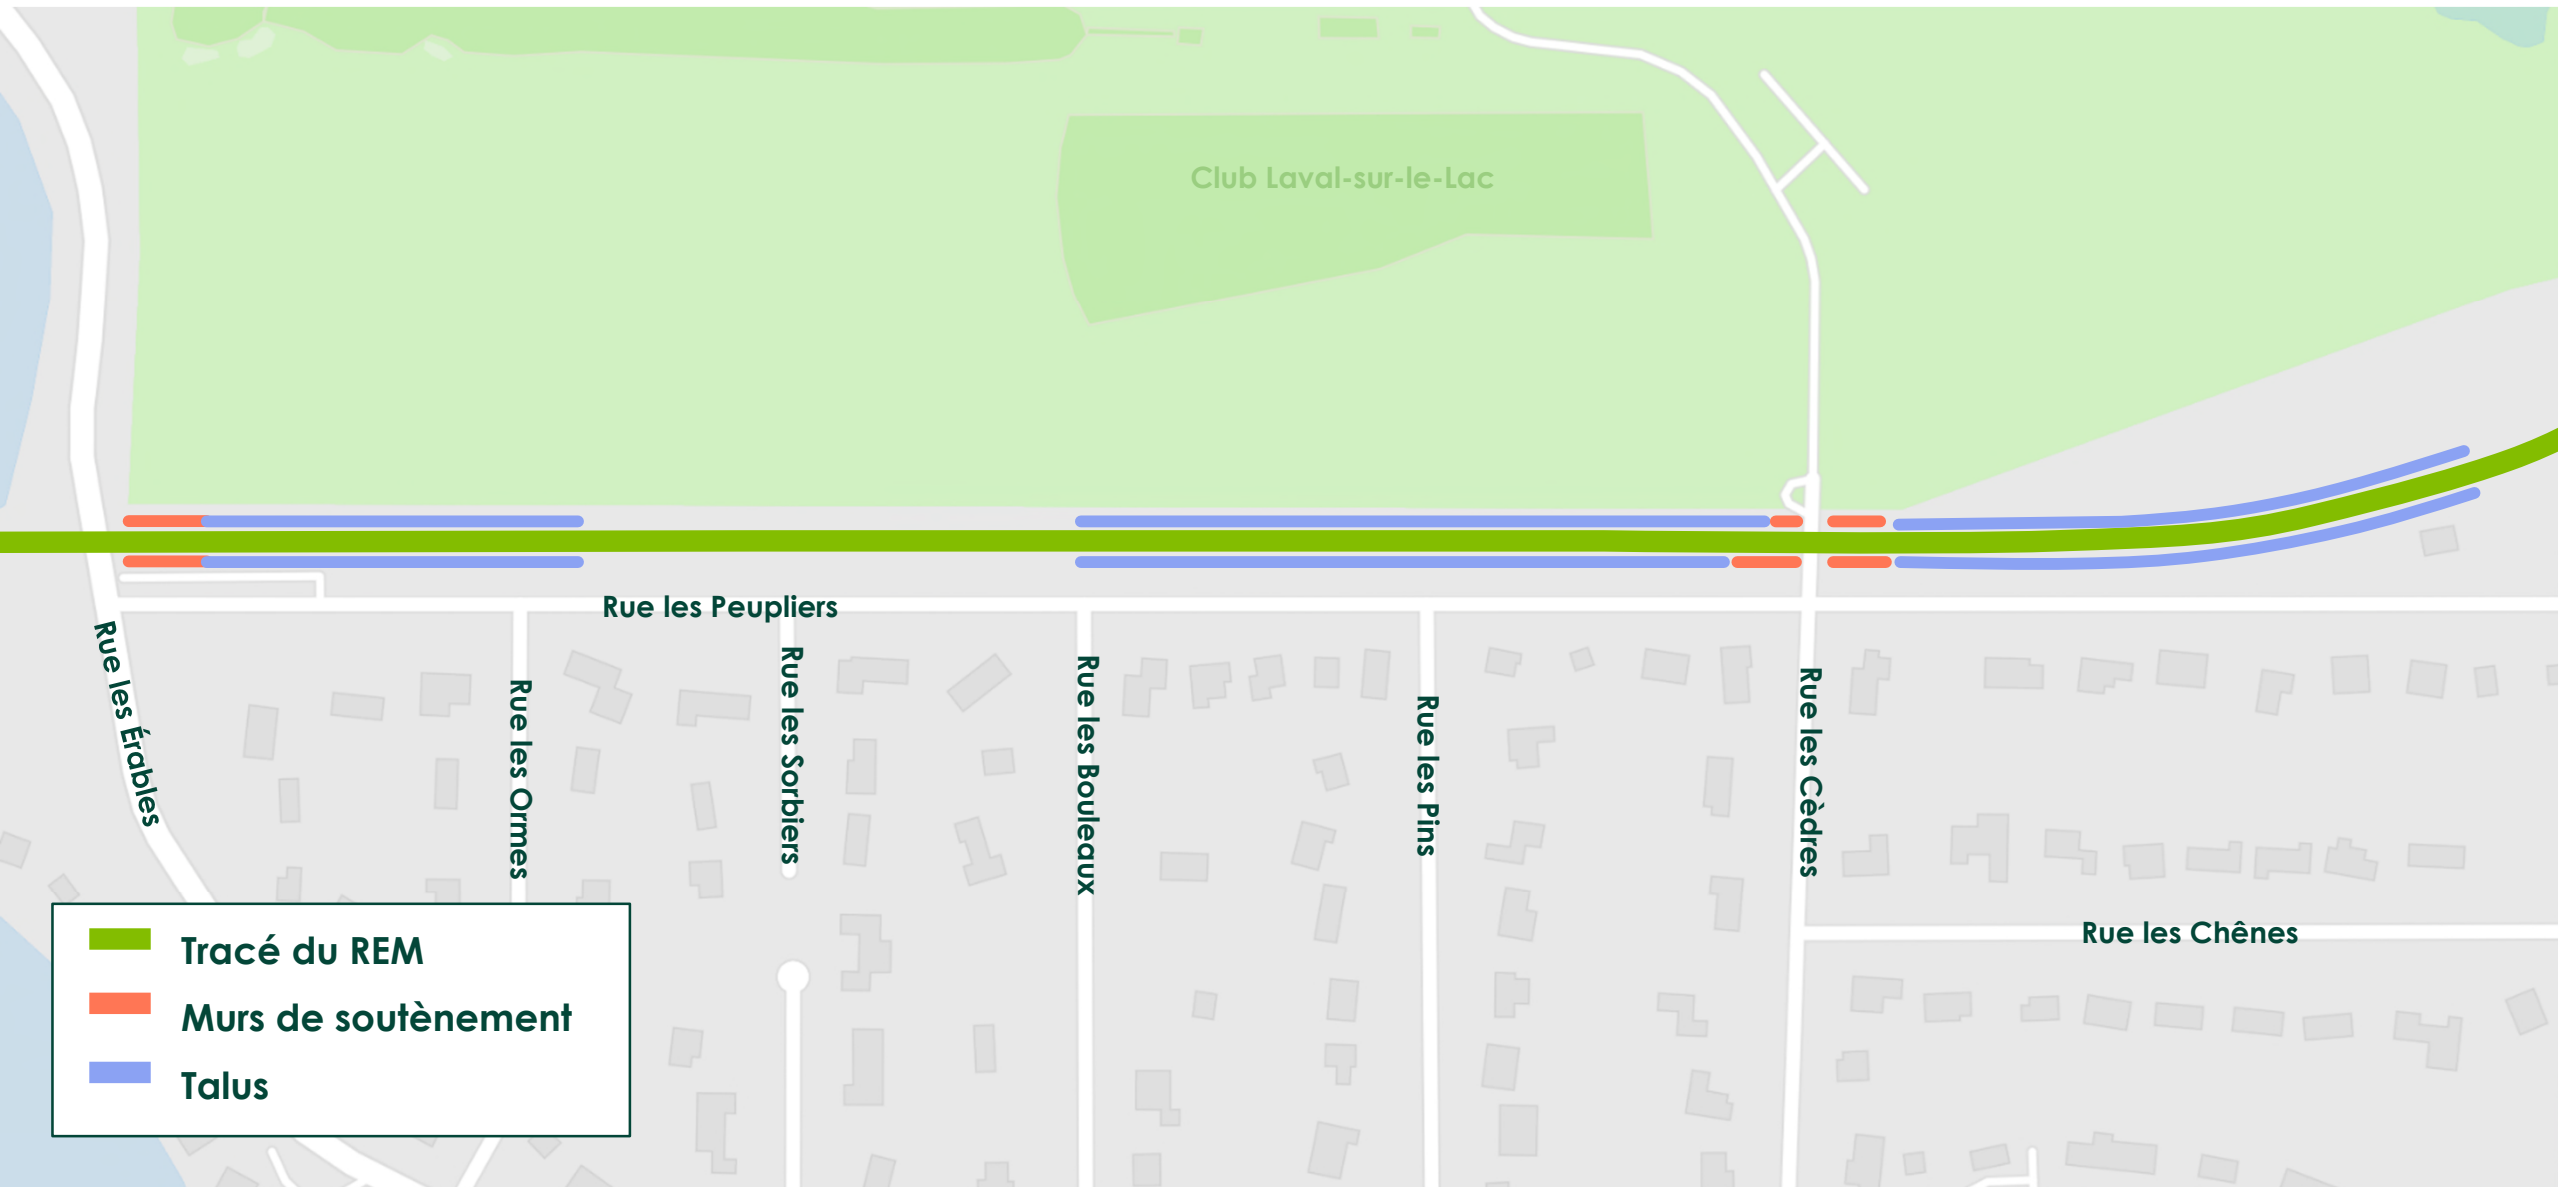 Club Laval-sur-le-Lac
Rue les Peupliers
Rue les Érables
Rue les Ormes
Rue les Sorbiers
Rue les Bouleaux
Rue les Pins
Rue les Cèdres
Rue les Chênes
Tracé du REM
Murs de soutènement
Talus